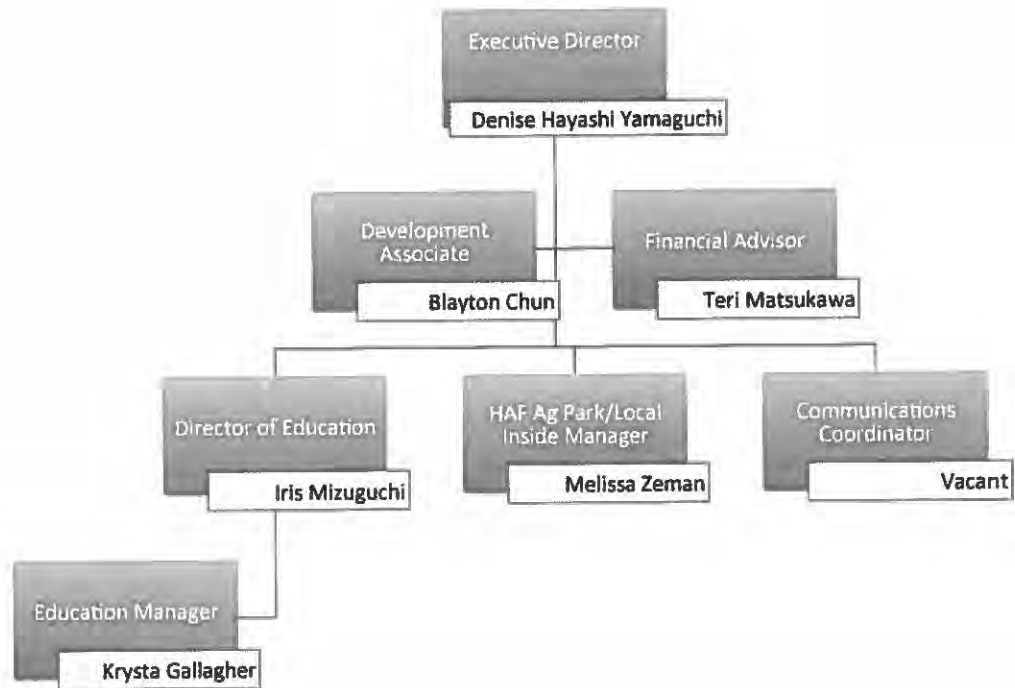 Executive Director
Denise Hayashi Yamaguchi
Development
Associate
Blayton Chun
Financial Advisor
Teri Matsukawa
Director of Education
Iris Mizuguchi
HAF Ag Park/Local
Inside Manager
Melissa Zeman
Communications
Coordinator
Vacant
Education Manager
Krysta Gallagher